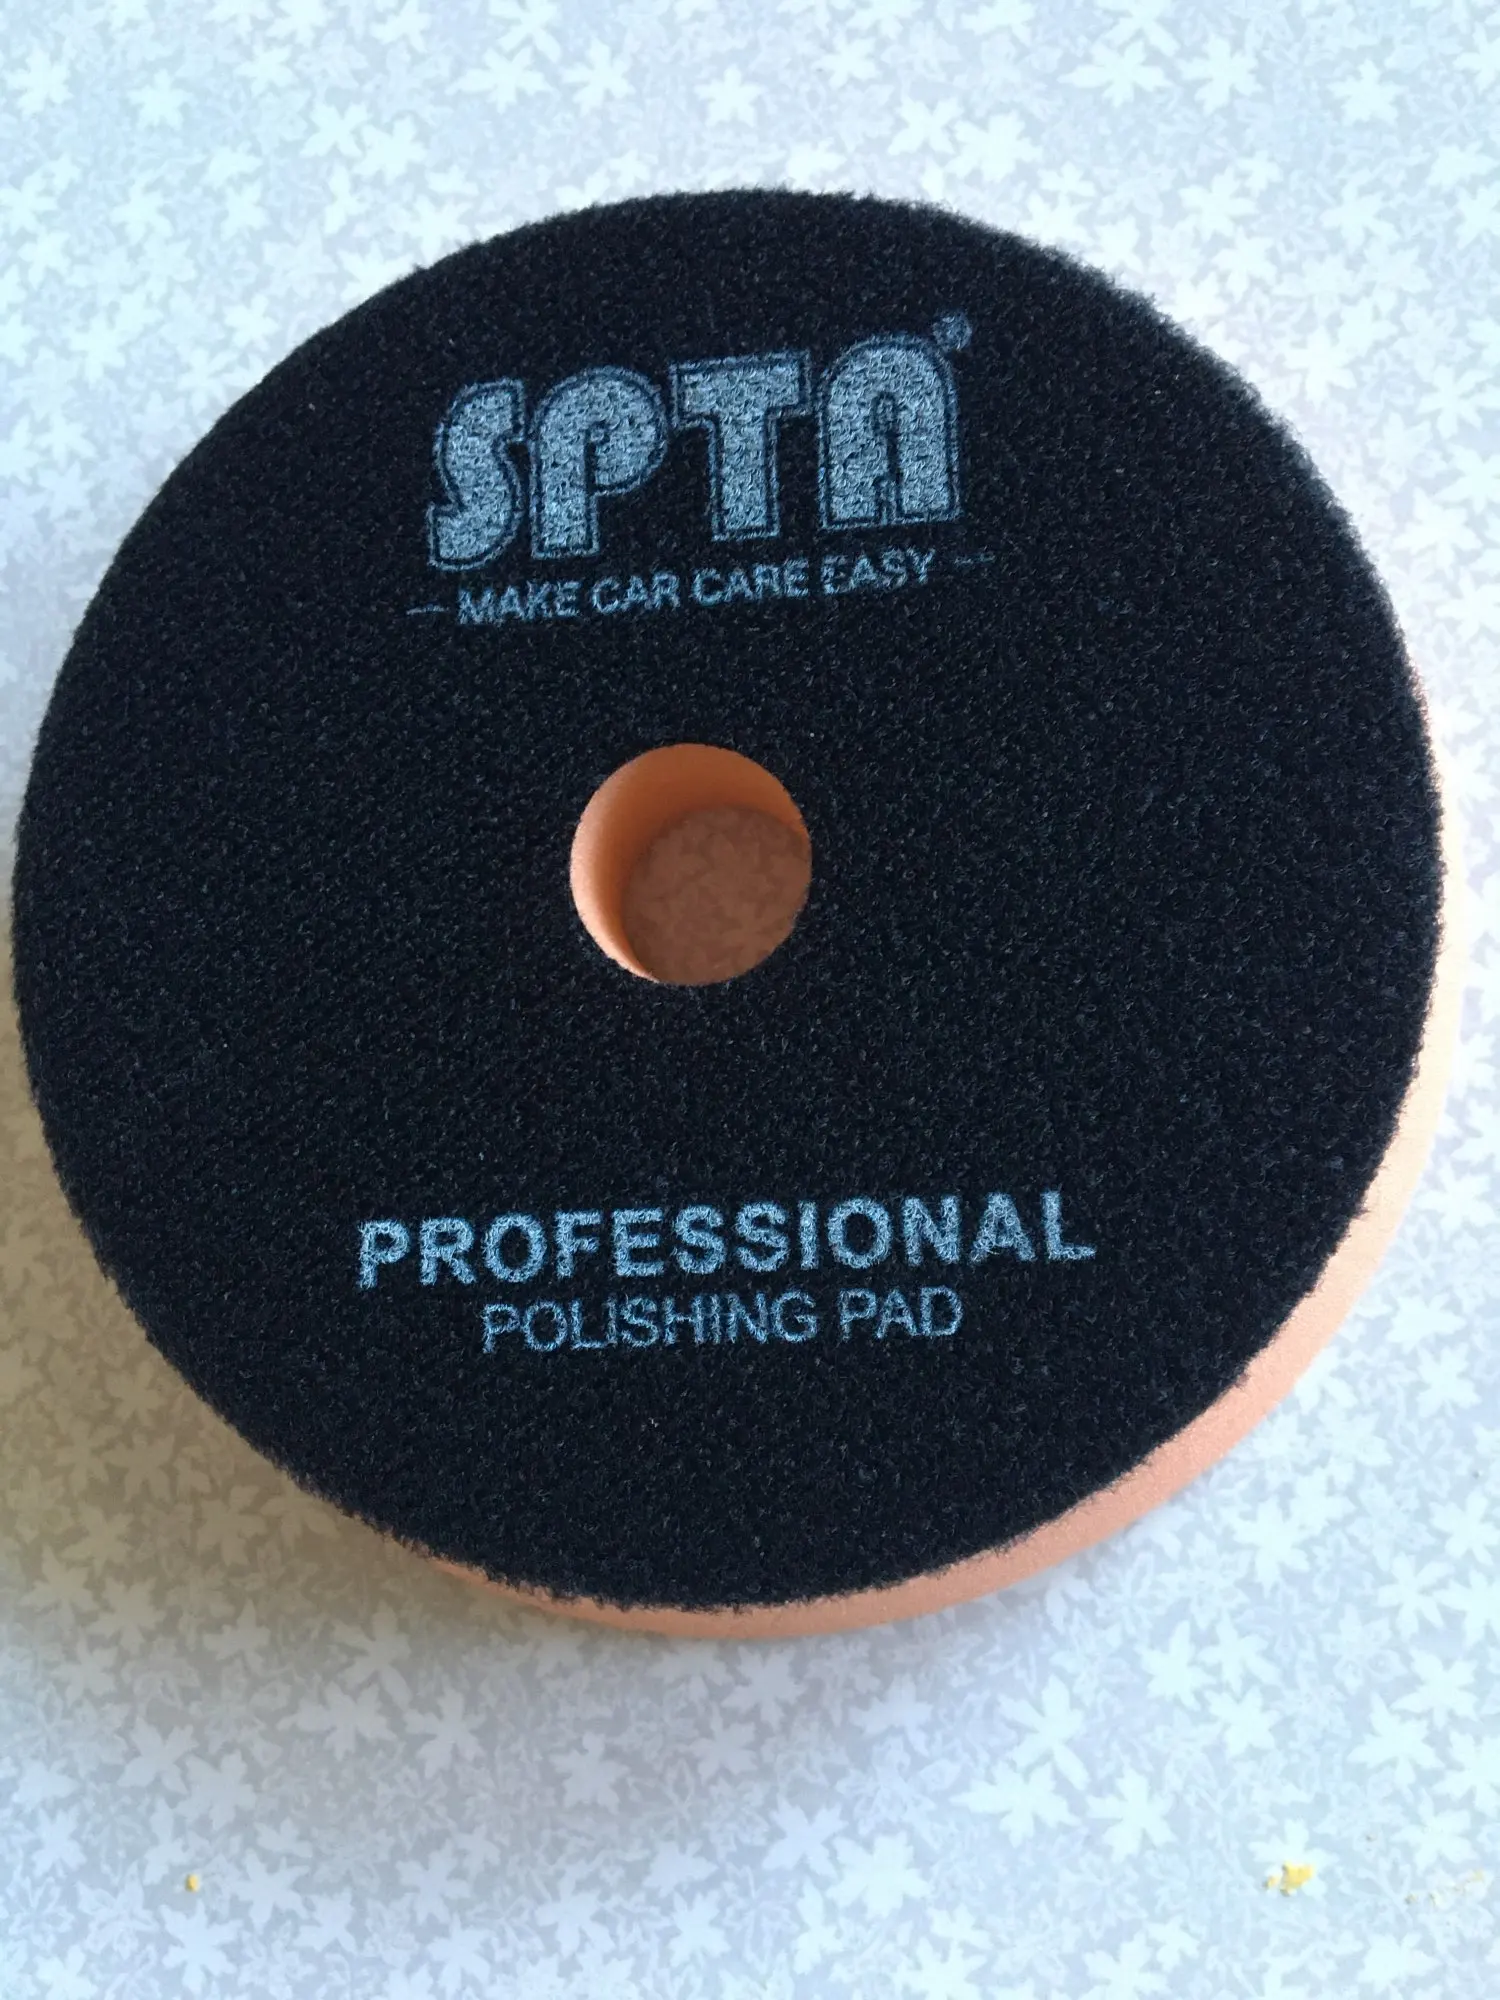 SPTA®
— MAKE CAR CARE EASY —
PROFESSIONAL
POLISHING PAD